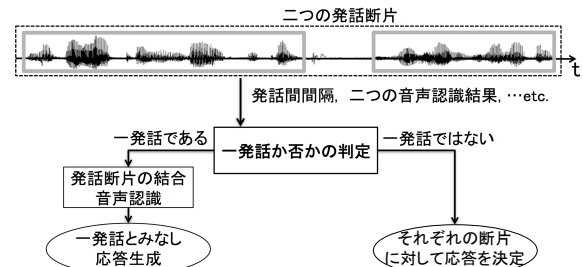 二つの発話断片
t
発話間間隔, 二つの音声認識結果, …etc.
一発話である
一発話か否かの判定
一発話ではない
発話断片の結合
音声認識
一発話とみなし
応答生成
それぞれの断片
に対して応答を決定